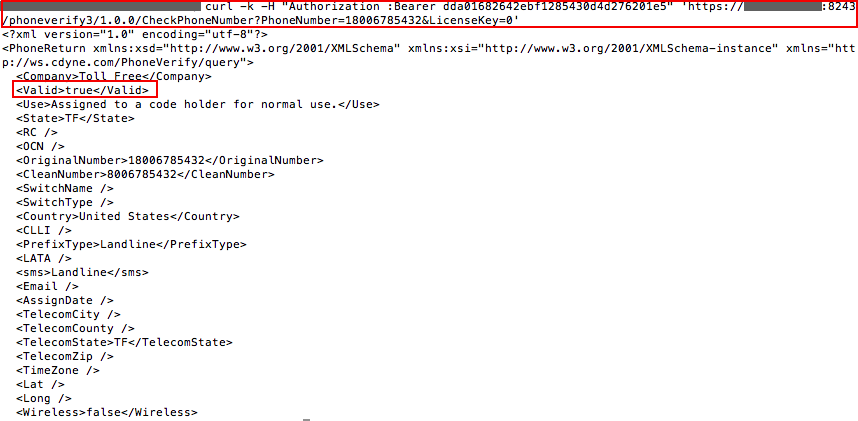 curl -k -H "Authorization :Bearer dda01682642ebf1285430d4d276201e5" 'https:// :8243
/phoneverify3/1.0.0/CheckPhoneNumber?PhoneNumber=18006785432&LicenseKey=0'
<?xml version="1.0" encoding="utf-8"?>
<PhoneReturn xmlns:xsd="http://www.w3.org/2001/XMLSchema" xmlns:xsi="http://www.w3.org/2001/XMLSchema-instance" xmlns="htt
p://ws.cdyne.com/PhoneVerify/query">
  <Company>Toll Free</Company>
  <Valid>true</Valid>
  <Use>Assigned to a code holder for normal use.</Use>
  <State>TF</State>
  <RC />
  <OCN />
  <OriginalNumber>18006785432</OriginalNumber>
  <CleanNumber>8006785432</CleanNumber>
  <SwitchName />
  <SwitchType />
  <Country>United States</Country>
  <CLLI />
  <PrefixType>Landline</PrefixType>
  <LATA />
  <sms>Landline</sms>
  <Email />
  <AssignDate />
  <TelecomCity />
  <TelecomCounty />
  <TelecomState>TF</TelecomState>
  <TelecomZip />
  <TimeZone />
  <Lat />
  <Long />
  <Wireless>false</Wireless>